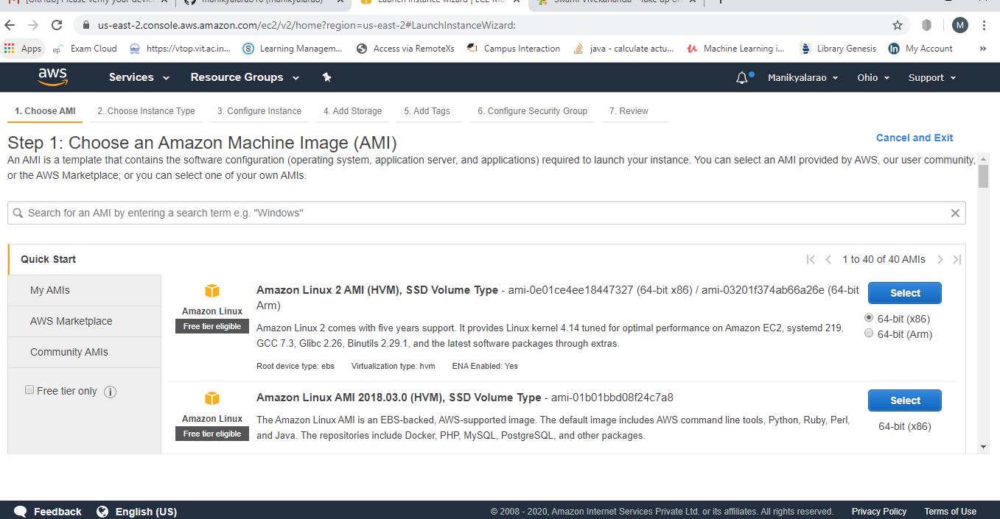 [GitHub] Please verify your device
manikyalarao16 (manikyalarao)
Launch instance wizard | EC2 Ma
us-east-2.console.aws.amazon.com/ec2/v2/home?region=us-east-2#LaunchInstanceWizard:
M
Apps
ep
Exam Cloud
https://vtop.vit.ac.in...
S
Learning Managem...
Access via RemoteXs
Campus Interaction
java - calculate actu...
Machine Learning i...
Library Genesis
in
My Account
»
aws
Services
Resource Groups
Manikyalarao
Ohio
Support
1. Choose AMI
2. Choose Instance Type
3. Configure Instance
4. Add Storage
5. Add Tags
6. Configure Security Group
7. Review
Step 1: Choose an Amazon Machine Image (AMI)
Cancel and Exit
An AMI is a template that contains the software configuration (operating system, application server, and applications) required to launch your instance. You can select an AMI provided by AWS, our user community,
or the AWS Marketplace; or you can select one of your own AMIs.
Search for an AMI by entering a search term e.g. "Windows"
Quick Start
1 to 40 of 40 AMIs
My AMIs
AWS Marketplace
Community AMIs
Free tier only
i
Amazon Linux
Free tier eligible
Amazon Linux 2 AMI (HVM), SSD Volume Type - ami-0e01ce4ee18447327 (64-bit x86) / ami-03201f374ab66a26e (64-bit
Arm)
Amazon Linux 2 comes with five years support. It provides Linux kernel 4.14 tuned for optimal performance on Amazon EC2, systemd 219,
GCC 7.3, Glibc 2.26, Binutils 2.29.1, and the latest software packages through extras.
Root device type: ebs
Virtualization type: hvm
ENA Enabled: Yes
Select
64-bit (x86)
64-bit (Arm)
Amazon Linux
Free tier eligible
Amazon Linux AMI 2018.03.0 (HVM), SSD Volume Type - ami-01b01bbd08f24c7a8
The Amazon Linux AMI is an EBS-backed, AWS-supported image. The default image includes AWS command line tools, Python, Ruby, Perl,
and Java. The repositories include Docker, PHP, MySQL, PostgreSQL, and other packages.
Select
64-bit (x86)
Feedback
English (US)
© 2008 - 2020, Amazon Internet Services Private Ltd. or its affiliates. All rights reserved.
Privacy Policy
Terms of Use